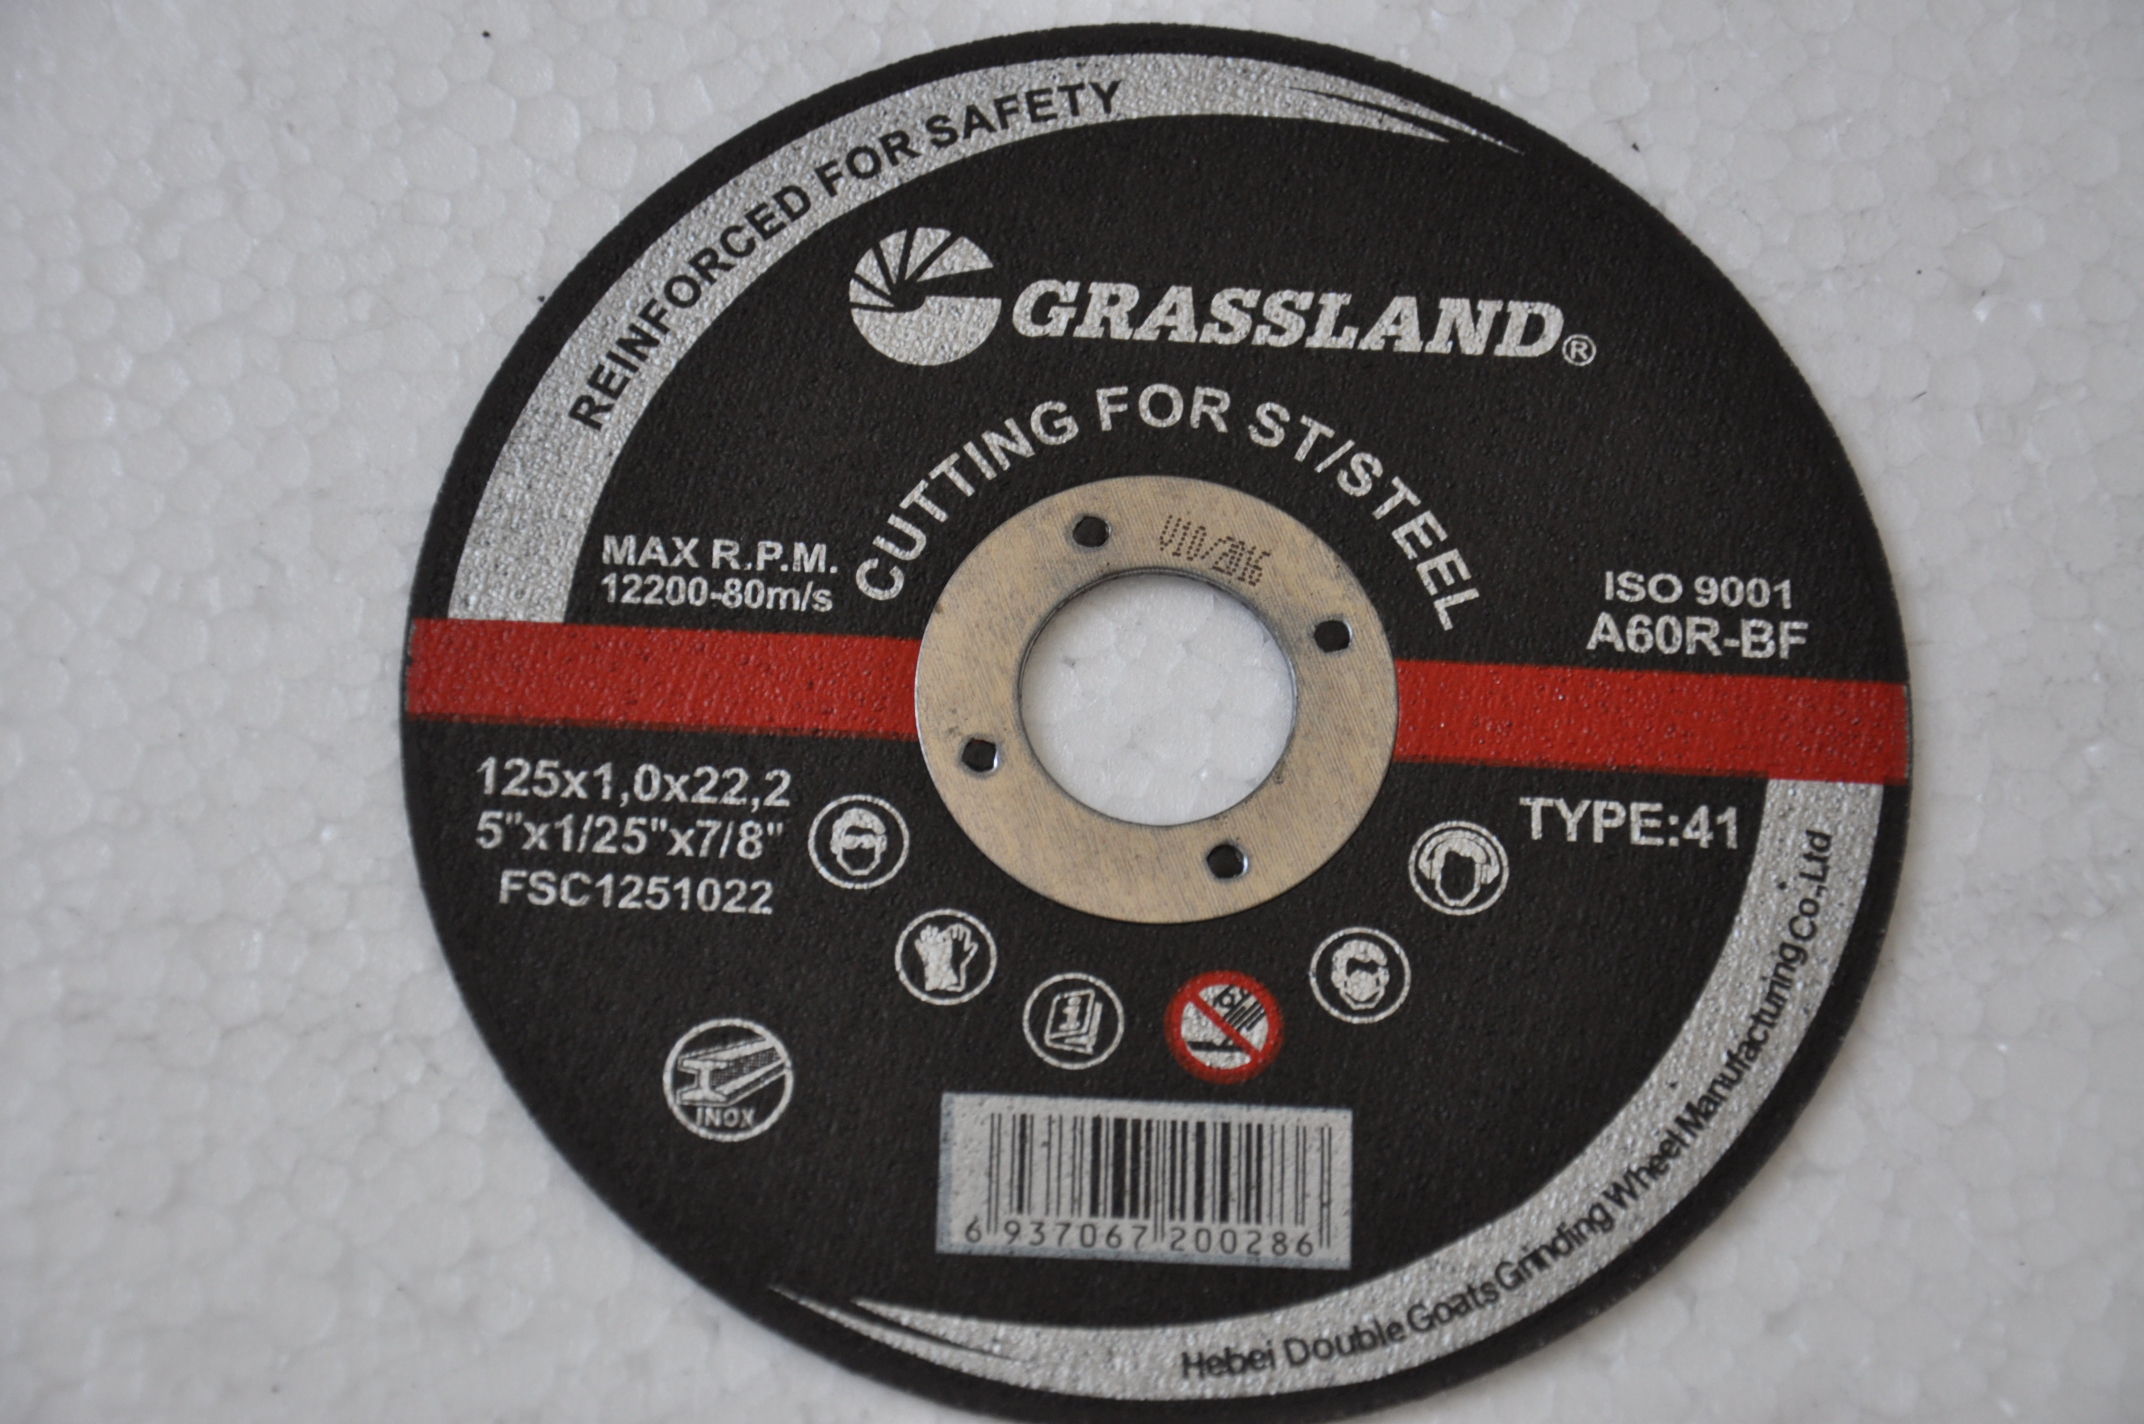 REINFORCED FOR SAFETY
GRASSLAND®
CUTTING FOR ST/STEEL
V10/2016
MAX R.P.M.
12200-80m/s
ISO 9001
A60R-BF
125x1,0x22,2
5"x1/25"x7/8"
FSC1251022
TYPE:41
INOX
6 937067 200286
Hebei Double Goats Grinding Wheel Manufacturing Co.,Ltd